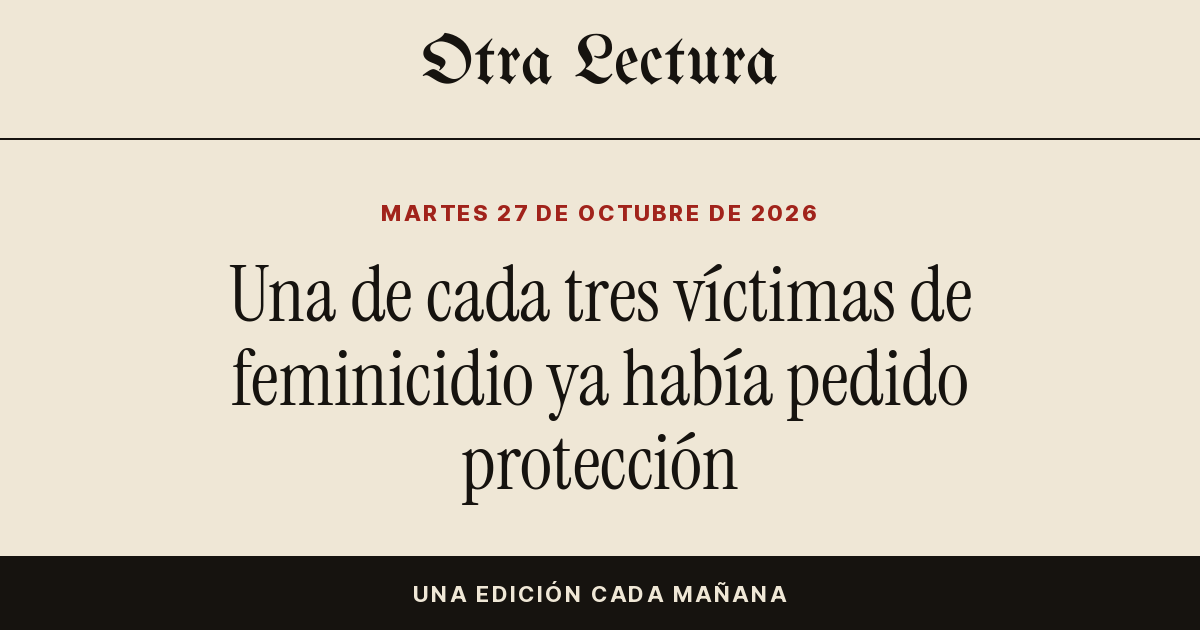 Otra Lectura
MARTES 27 DE OCTUBRE DE 2026
Una de cada tres víctimas de
feminicidio ya había pedido
protección
UNA EDICIÓN CADA MAÑANA